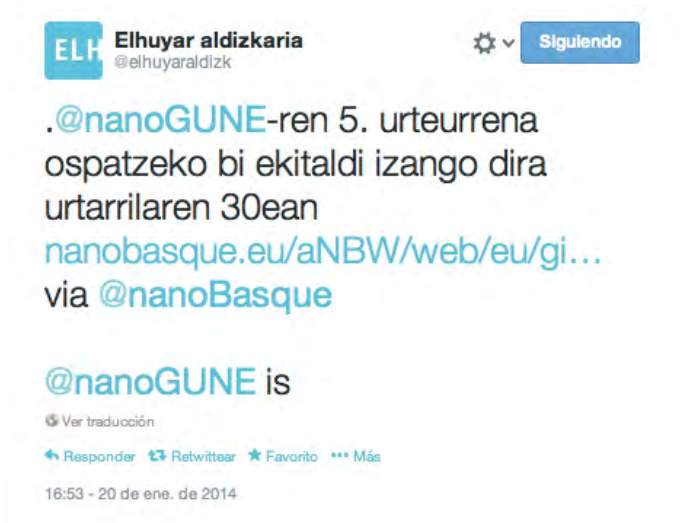 ELH
Elhuyar aldizkaria
@elhuyaraldizk
Siguiendo
.@nanoGUNE-ren 5. urteurrena
ospatzeko bi ekitaldi izango dira
urtarrilaren 30ean
nanobasque.eu/aNBW/web/eu/gi...
via @nanoBasque
@nanoGUNE is
Ver traducción
Responder Retwittear Favorito Más
16:53 - 20 de ene. de 2014